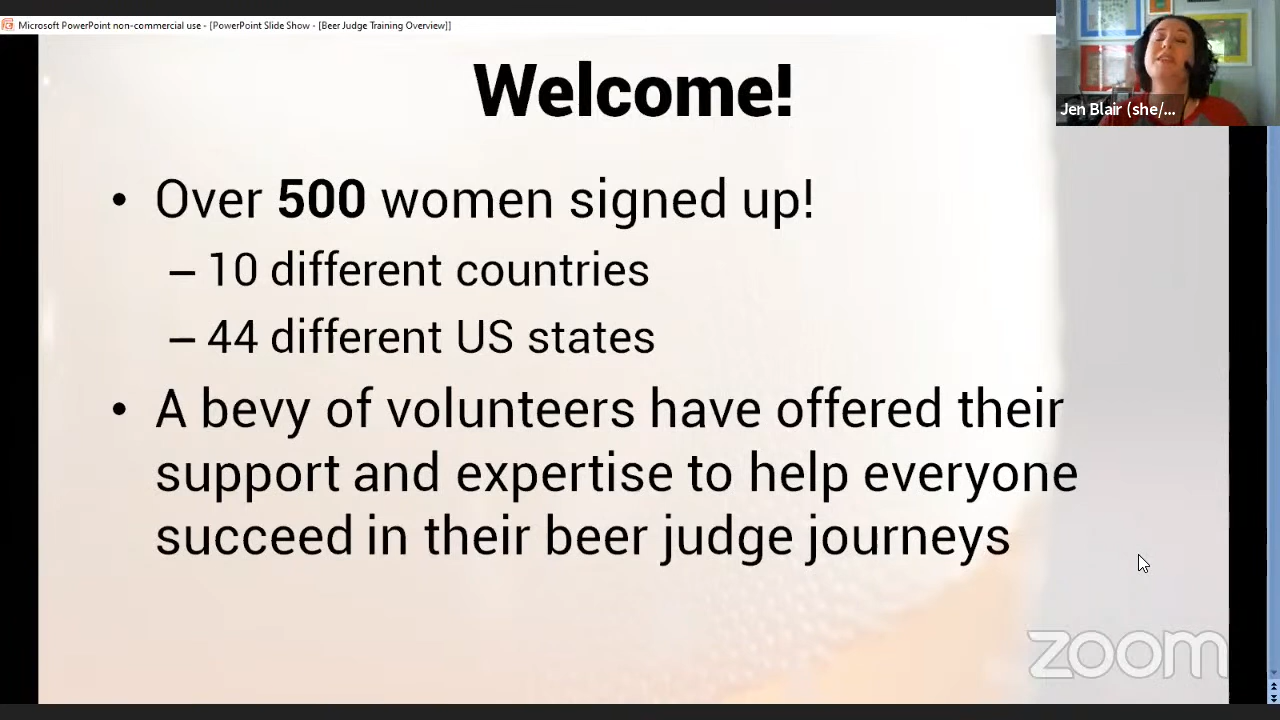 Microsoft PowerPoint non-commercial use - [PowerPoint Slide Show - [Beer Judge Training Overview]]
Jen Blair (she/...
Welcome!
• Over 500 women signed up!
– 10 different countries
– 44 different US states
• A bevy of volunteers have offered their
support and expertise to help everyone
succeed in their beer judge journeys
zoom